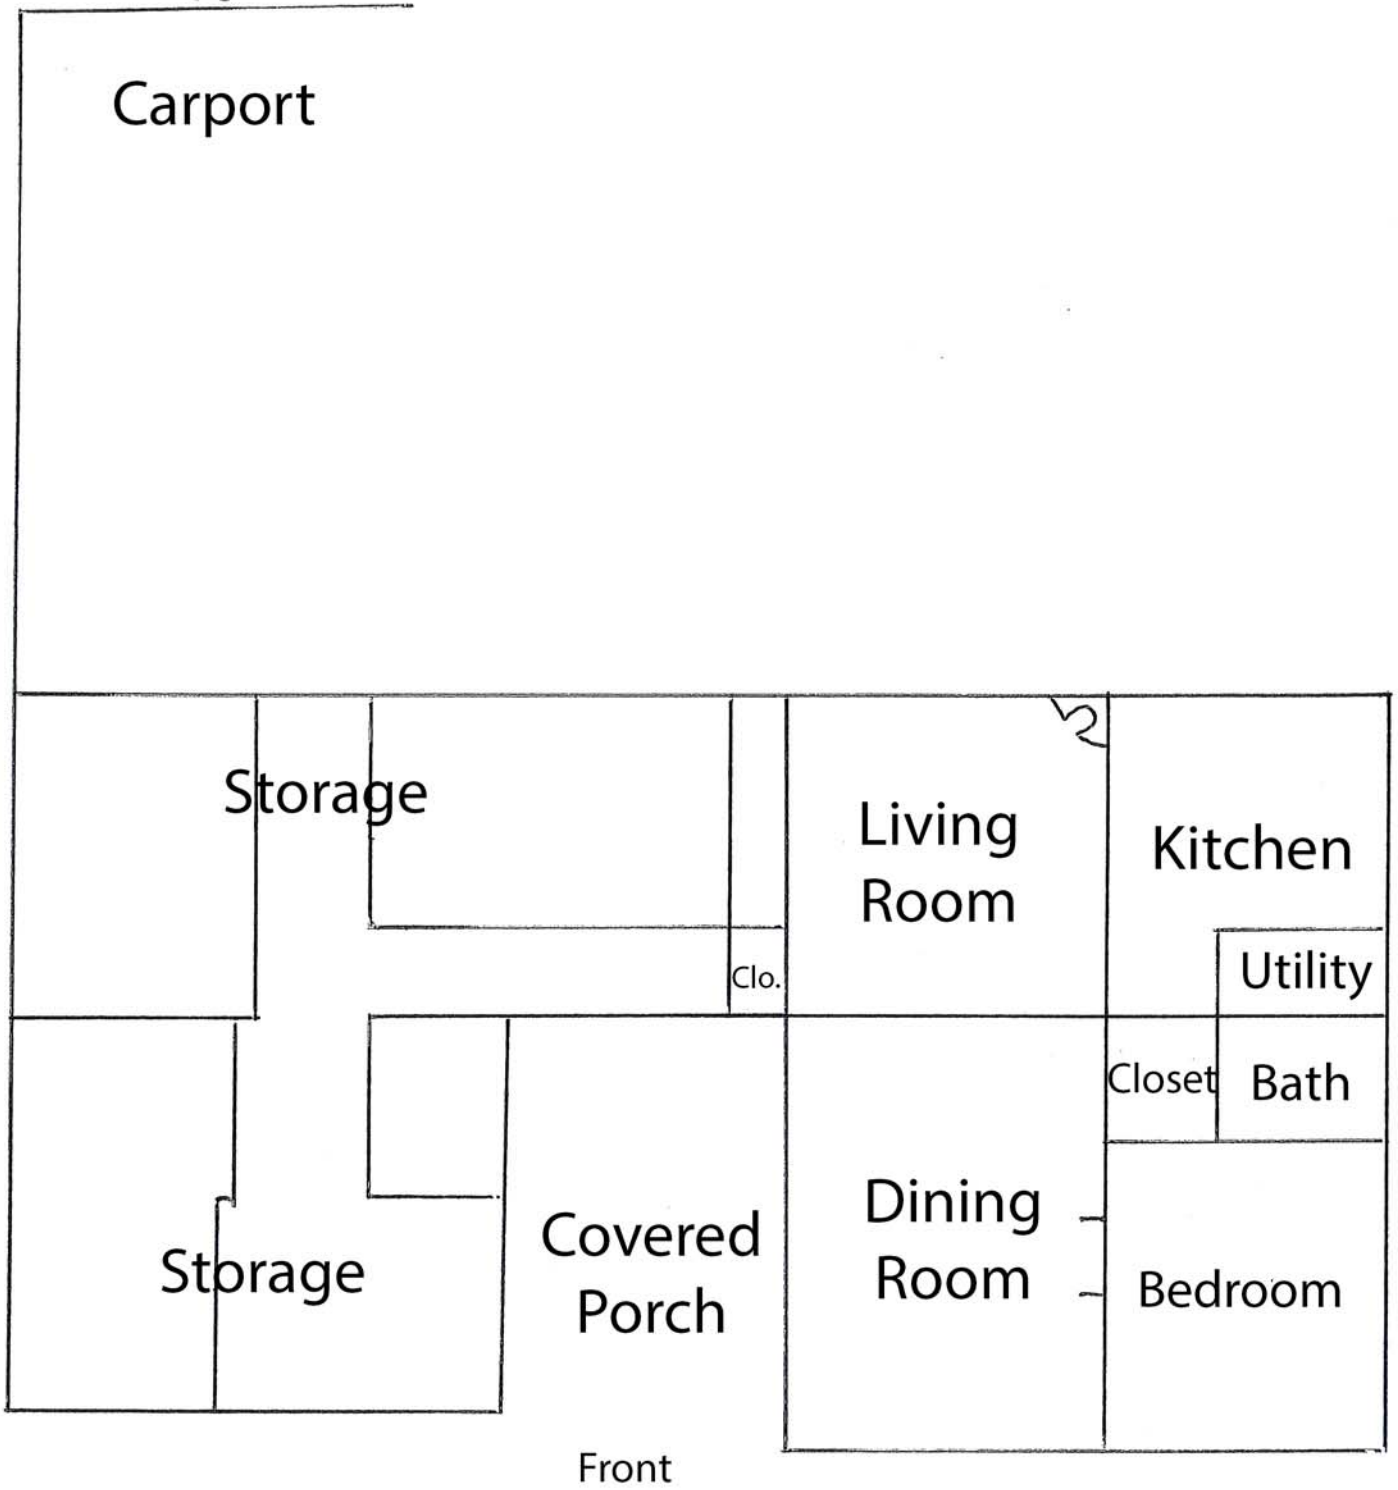 Carport
Storage
Living
Room
Kitchen
Clo.
Utility
Closet
Bath
Covered
Porch
Dining
Room
Storage
Bedroom
Front